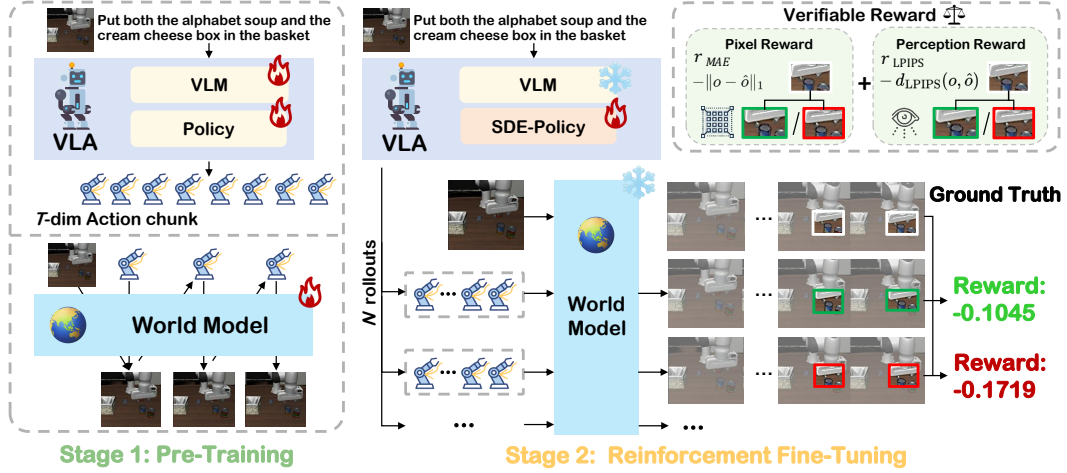 Put both the alphabet soup and the
cream cheese box in the basket
VLM
Policy
VLA
T-dim Action chunk
World Model
Stage 1: Pre-Training
Put both the alphabet soup and the
cream cheese box in the basket
VLM
SDE-Policy
VLA
N rollouts
...
...
...
World
Model
...
...
...
...
Verifiable Reward
Pixel Reward
r MAE
−‖o − ô‖₁
/
+
Perception Reward
r LPIPS
− d_LPIPS(o, ô)
/
Ground Truth
Reward:
-0.1045
Reward:
-0.1719
Stage 2: Reinforcement Fine-Tuning